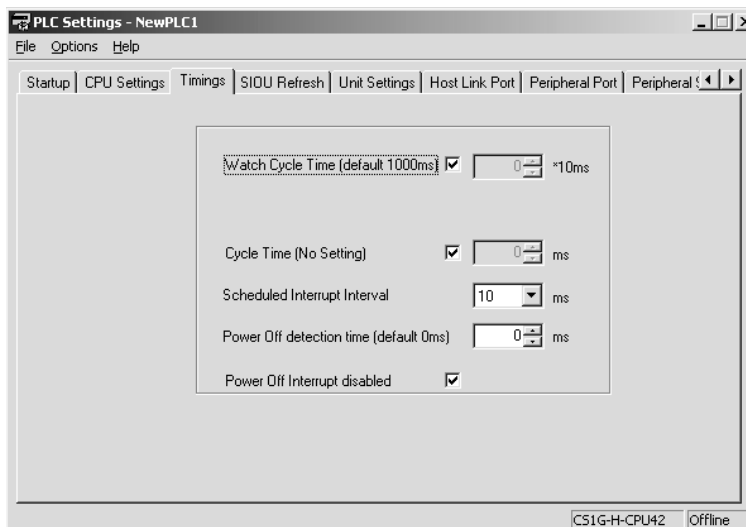 PLC Settings - NewPLC1
File Options Help
Startup CPU Settings Timings SIOU Refresh Unit Settings Host Link Port Peripheral Port Peripheral
Watch Cycle Time (default 1000ms) 0 *10ms
Cycle Time (No Setting) 0 ms
Scheduled Interrupt Interval 10 ms
Power Off detection time (default 0ms) 0 ms
Power Off Interrupt disabled
CS1G-H-CPU42 Offline